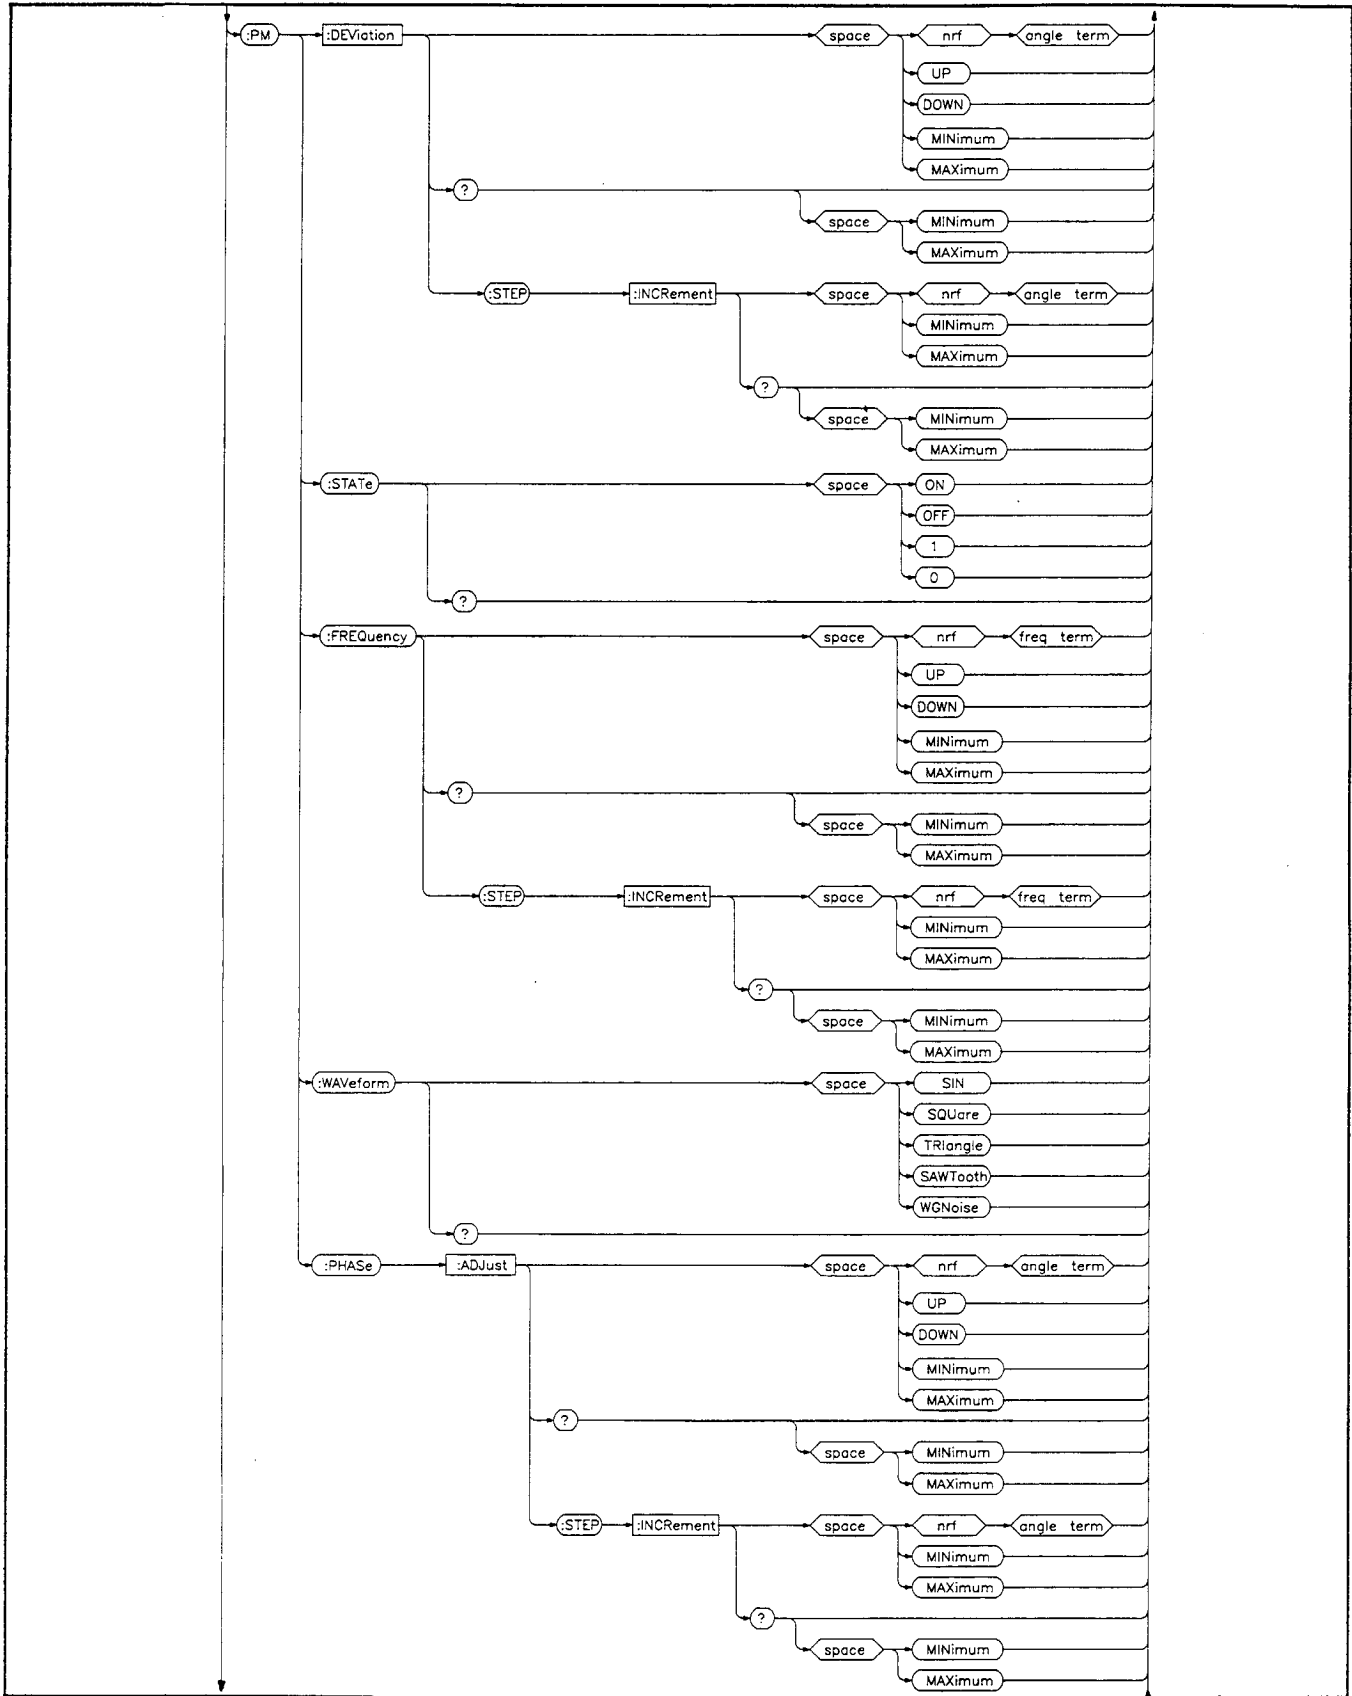 :PM :DEViation space nrf angle term
UP
DOWN
MINimum
MAXimum
?
space MINimum
MAXimum
:STEP :INCRement space nrf angle term
MINimum
MAXimum
?
space MINimum
MAXimum
:STATe space ON
OFF
1
0
?
:FREQuency space nrf freq term
UP
DOWN
MINimum
MAXimum
?
space MINimum
MAXimum
:STEP :INCRement space nrf freq term
MINimum
MAXimum
?
space MINimum
MAXimum
:WAVeform space SIN
SQUare
TRIangle
SAWTooth
WGNoise
?
:PHASe :ADJust space nrf angle term
UP
DOWN
MINimum
MAXimum
?
space MINimum
MAXimum
:STEP :INCRement space nrf angle term
MINimum
MAXimum
?
space MINimum
MAXimum